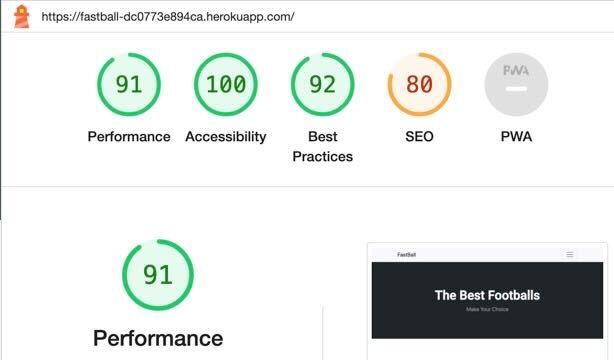 https://fastball-dc0773e894ca.herokuapp.com/
91 100 92 80 PWA
Performance Accessibility Best Practices SEO PWA
91
Performance
FastBall
The Best Footballs
Make Your Choice